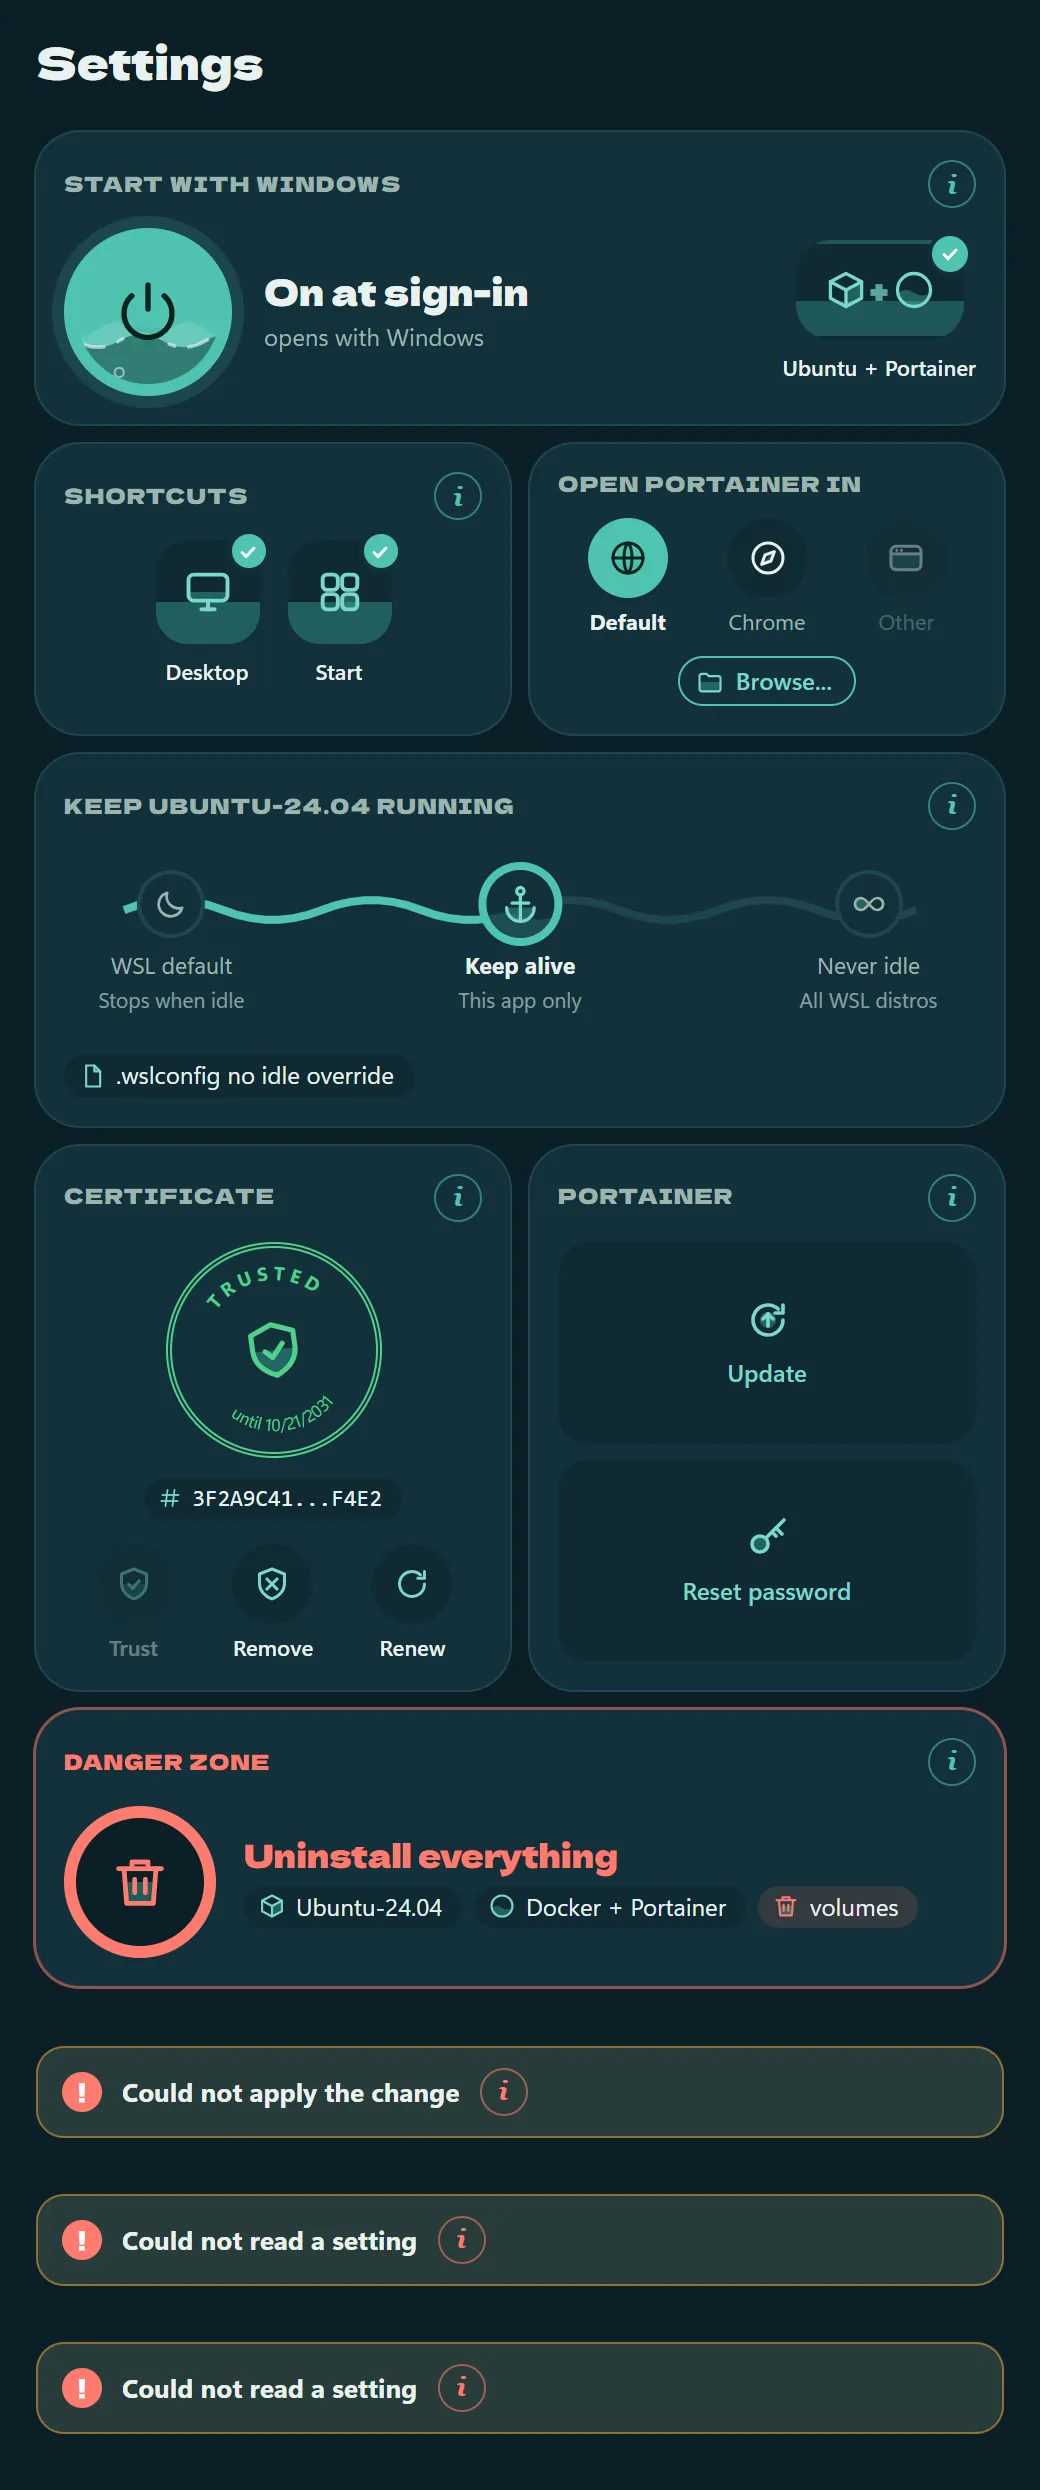 Settings
START WITH WINDOWS
i
On at sign-in
opens with Windows
Ubuntu + Portainer
SHORTCUTS
i
Desktop
Start
OPEN PORTAINER IN
Default
Chrome
Other
Browse...
KEEP UBUNTU-24.04 RUNNING
i
WSL default
Stops when idle
Keep alive
This app only
Never idle
All WSL distros
.wslconfig no idle override
CERTIFICATE
i
TRUSTED
until 10/21/2031
# 3F2A9C41...F4E2
Trust
Remove
Renew
PORTAINER
i
Update
Reset password
DANGER ZONE
i
Uninstall everything
Ubuntu-24.04
Docker + Portainer
volumes
! Could not apply the change i
! Could not read a setting i
! Could not read a setting i